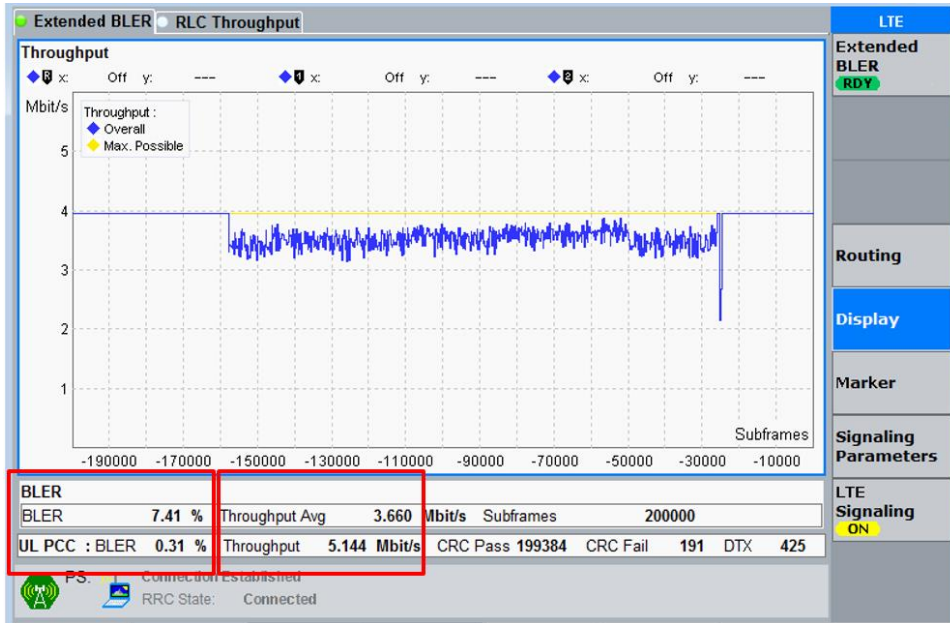 Extended BLER RLC Throughput
LTE
Throughput
R x: Off y: --- 1 x: Off y: --- 2 x: Off y: ---
Mbit/s
Throughput :
Overall
Max. Possible
5
4
3
2
1
Subframes
-190000 -170000 -150000 -130000 -110000 -90000 -70000 -50000 -30000 -10000
BLER
BLER 7.41 % Throughput Avg 3.660 Mbit/s Subframes 200000
UL PCC : BLER 0.31 % Throughput 5.144 Mbit/s CRC Pass 199384 CRC Fail 191 DTX 425
PS: Connection Established
RRC State: Connected
Extended
BLER
RDY
Routing
Display
Marker
Signaling
Parameters
LTE
Signaling
ON